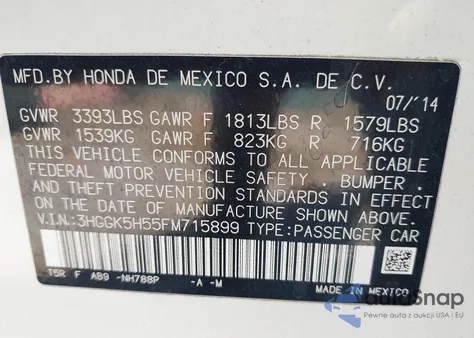 MFD.BY HONDA DE MEXICO S.A. DE C.V.
07/'14
GVWR 3393LBS GAWR F 1813LBS R 1579LBS
GVWR 1539KG GAWR F 823KG R 716KG
THIS VEHICLE CONFORMS TO ALL APPLICABLE
FEDERAL MOTOR VEHICLE SAFETY, BUMPER,
AND THEFT PREVENTION STANDARDS IN EFFECT
ON THE DATE OF MANUFACTURE SHOWN ABOVE.
V.I.N:3HGGK5H55FM715899 TYPE:PASSENGER CAR
T5R F AB9 -NH788P -A -M
MADE IN MEXICO
autoSnap
Pewne auta z USA i EU